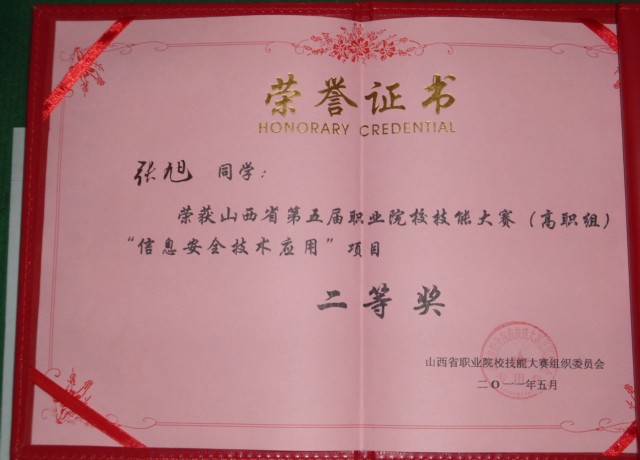 荣誉证书
HONORARY CREDENTIAL
张旭 同学：
荣获山西省第五届职业院校技能大赛（高职组）
“信息安全技术应用”项目
二等奖
山西省职业院校技能大赛组织委员会
二O一一年五月